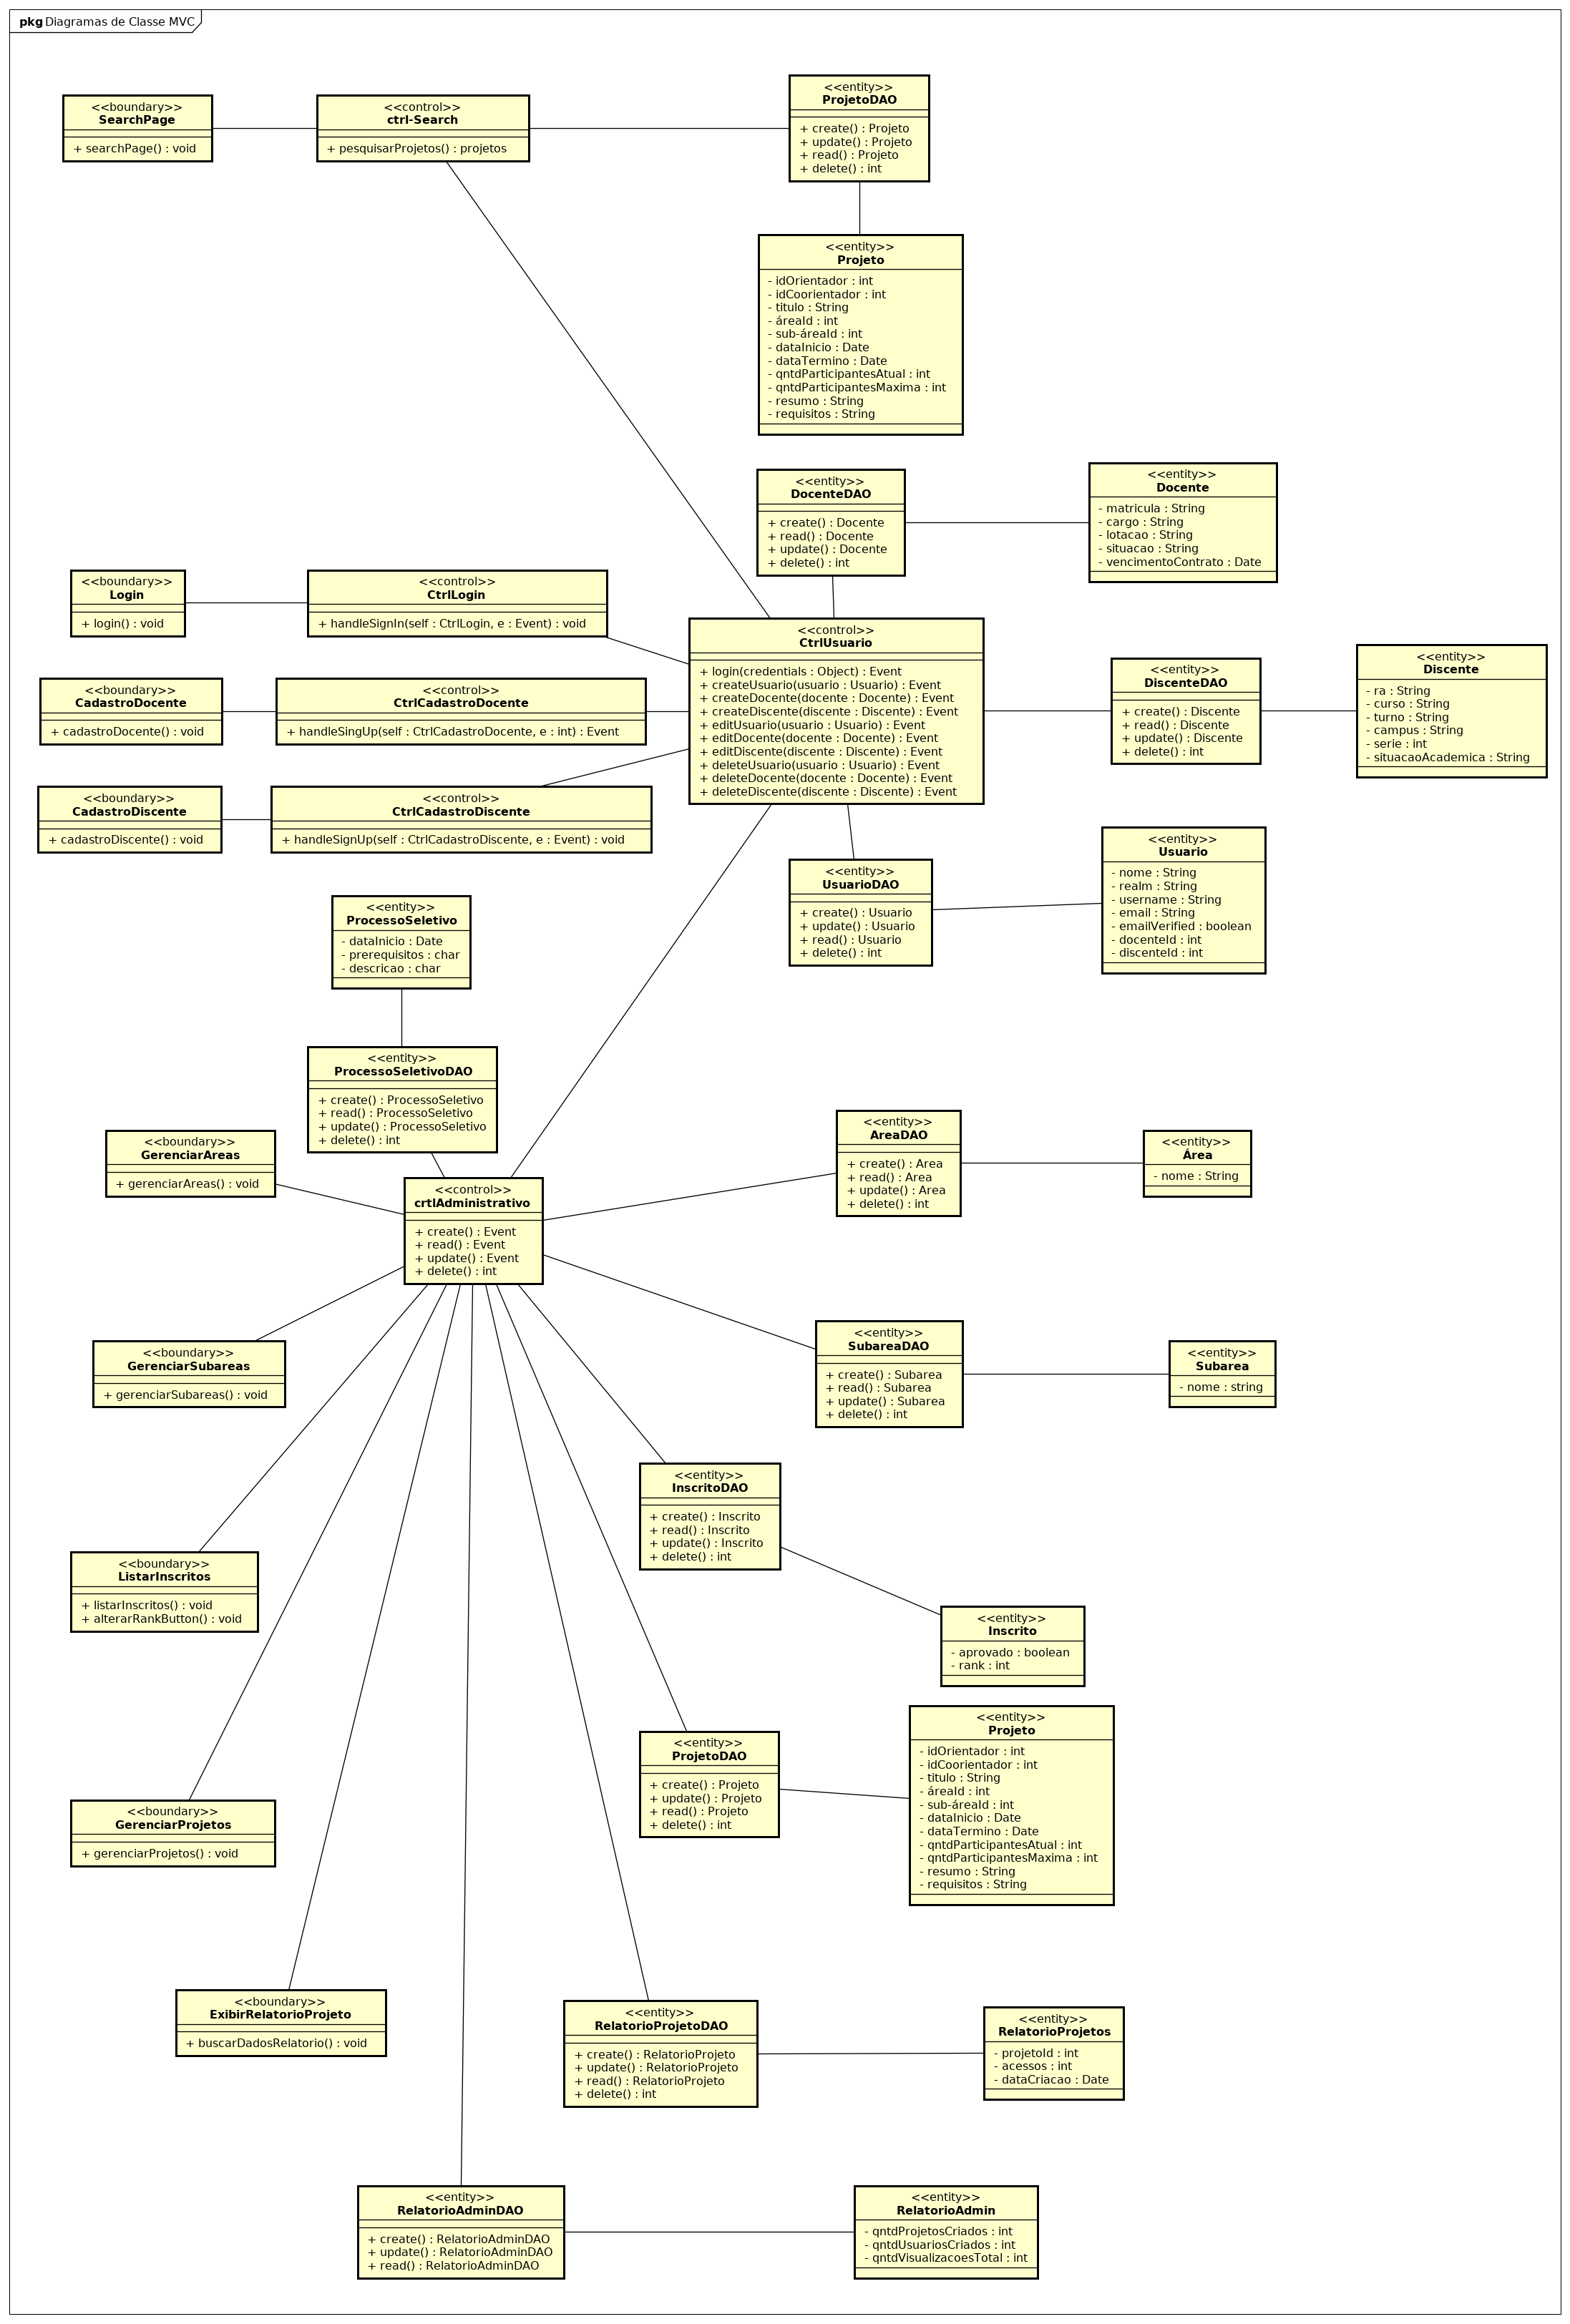 pkg Diagramas de Classe MVC
<<boundary>>
SearchPage
+ searchPage() : void
<<control>>
ctrl-Search
+ pesquisarProjetos() : projetos
<<entity>>
ProjetoDAO
+ create() : Projeto
+ update() : Projeto
+ read() : Projeto
+ delete() : int
<<entity>>
Projeto
- idOrientador : int
- idCoorientador : int
- titulo : String
- áreaId : int
- sub-áreaId : int
- dataInicio : Date
- dataTermino : Date
- qntdParticipantesAtual : int
- qntdParticipantesMaxima : int
- resumo : String
- requisitos : String
<<entity>>
DocenteDAO
+ create() : Docente
+ read() : Docente
+ update() : Docente
+ delete() : int
<<entity>>
Docente
- matricula : String
- cargo : String
- lotacao : String
- situacao : String
- vencimentoContrato : Date
<<boundary>>
Login
+ login() : void
<<control>>
CtrlLogin
+ handleSignIn(self : CtrlLogin, e : Event) : void
<<control>>
CtrlUsuario
+ login(credentials : Object) : Event
+ createUsuario(usuario : Usuario) : Event
+ createDocente(docente : Docente) : Event
+ createDiscente(discente : Discente) : Event
+ editUsuario(usuario : Usuario) : Event
+ editDocente(docente : Docente) : Event
+ editDiscente(discente : Discente) : Event
+ deleteUsuario(usuario : Usuario) : Event
+ deleteDocente(docente : Docente) : Event
+ deleteDiscente(discente : Discente) : Event
<<entity>>
DiscenteDAO
+ create() : Discente
+ read() : Discente
+ update() : Discente
+ delete() : int
<<entity>>
Discente
- ra : String
- curso : String
- turno : String
- campus : String
- serie : int
- situacaoAcademica : String
<<boundary>>
CadastroDocente
+ cadastroDocente() : void
<<control>>
CtrlCadastroDocente
+ handleSingUp(self : CtrlCadastroDocente, e : int) : Event
<<boundary>>
CadastroDiscente
+ cadastroDiscente() : void
<<control>>
CtrlCadastroDiscente
+ handleSignUp(self : CtrlCadastroDiscente, e : Event) : void
<<entity>>
UsuarioDAO
+ create() : Usuario
+ update() : Usuario
+ read() : Usuario
+ delete() : int
<<entity>>
Usuario
- nome : String
- realm : String
- username : String
- email : String
- emailVerified : boolean
- docenteId : int
- discenteId : int
<<entity>>
ProcessoSeletivo
- dataInicio : Date
- prerequisitos : char
- descricao : char
<<entity>>
ProcessoSeletivoDAO
+ create() : ProcessoSeletivo
+ read() : ProcessoSeletivo
+ update() : ProcessoSeletivo
+ delete() : int
<<boundary>>
GerenciarAreas
+ gerenciarAreas() : void
<<control>>
crtlAdministrativo
+ create() : Event
+ read() : Event
+ update() : Event
+ delete() : int
<<entity>>
AreaDAO
+ create() : Area
+ read() : Area
+ update() : Area
+ delete() : int
<<entity>>
Área
- nome : String
<<boundary>>
GerenciarSubareas
+ gerenciarSubareas() : void
<<entity>>
SubareaDAO
+ create() : Subarea
+ read() : Subarea
+ update() : Subarea
+ delete() : int
<<entity>>
Subarea
- nome : string
<<entity>>
InscritoDAO
+ create() : Inscrito
+ read() : Inscrito
+ update() : Inscrito
+ delete() : int
<<boundary>>
ListarInscritos
+ listarInscritos() : void
+ alterarRankButton() : void
<<entity>>
Inscrito
- aprovado : boolean
- rank : int
<<entity>>
ProjetoDAO
+ create() : Projeto
+ update() : Projeto
+ read() : Projeto
+ delete() : int
<<entity>>
Projeto
- idOrientador : int
- idCoorientador : int
- titulo : String
- áreaId : int
- sub-áreaId : int
- dataInicio : Date
- dataTermino : Date
- qntdParticipantesAtual : int
- qntdParticipantesMaxima : int
- resumo : String
- requisitos : String
<<boundary>>
GerenciarProjetos
+ gerenciarProjetos() : void
<<boundary>>
ExibirRelatorioProjeto
+ buscarDadosRelatorio() : void
<<entity>>
RelatorioProjetoDAO
+ create() : RelatorioProjeto
+ update() : RelatorioProjeto
+ read() : RelatorioProjeto
+ delete() : int
<<entity>>
RelatorioProjetos
- projetoId : int
- acessos : int
- dataCriacao : Date
<<entity>>
RelatorioAdminDAO
+ create() : RelatorioAdminDAO
+ update() : RelatorioAdminDAO
+ read() : RelatorioAdminDAO
<<entity>>
RelatorioAdmin
- qntdProjetosCriados : int
- qntdUsuariosCriados : int
- qntdVisualizacoesTotal : int